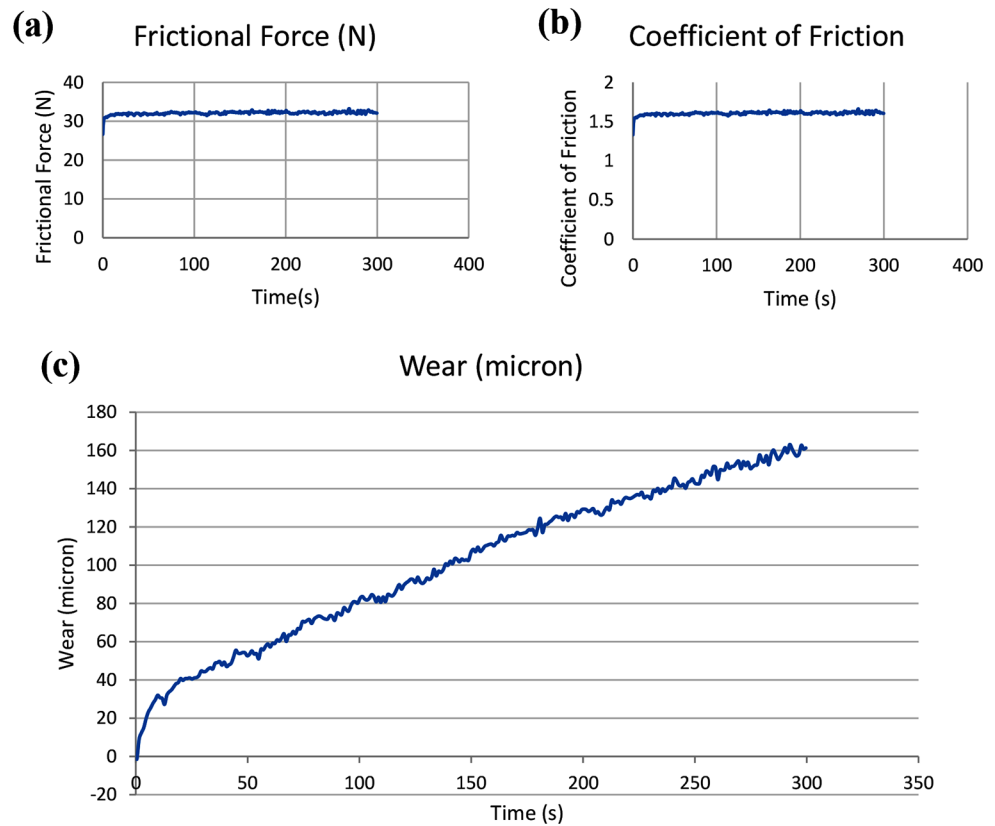 (a)
Frictional Force (N)
Frictional Force (N)
40
30
20
10
0
0 100 200 300 400
Time(s)
(b)
Coefficient of Friction
Coefficient of Friction
2
1.5
1
0.5
0
0 100 200 300 400
Time (s)
(c)
Wear (micron)
Wear (micron)
180
160
140
120
100
80
60
40
20
0
-20
0 50 100 150 200 250 300 350
Time (s)